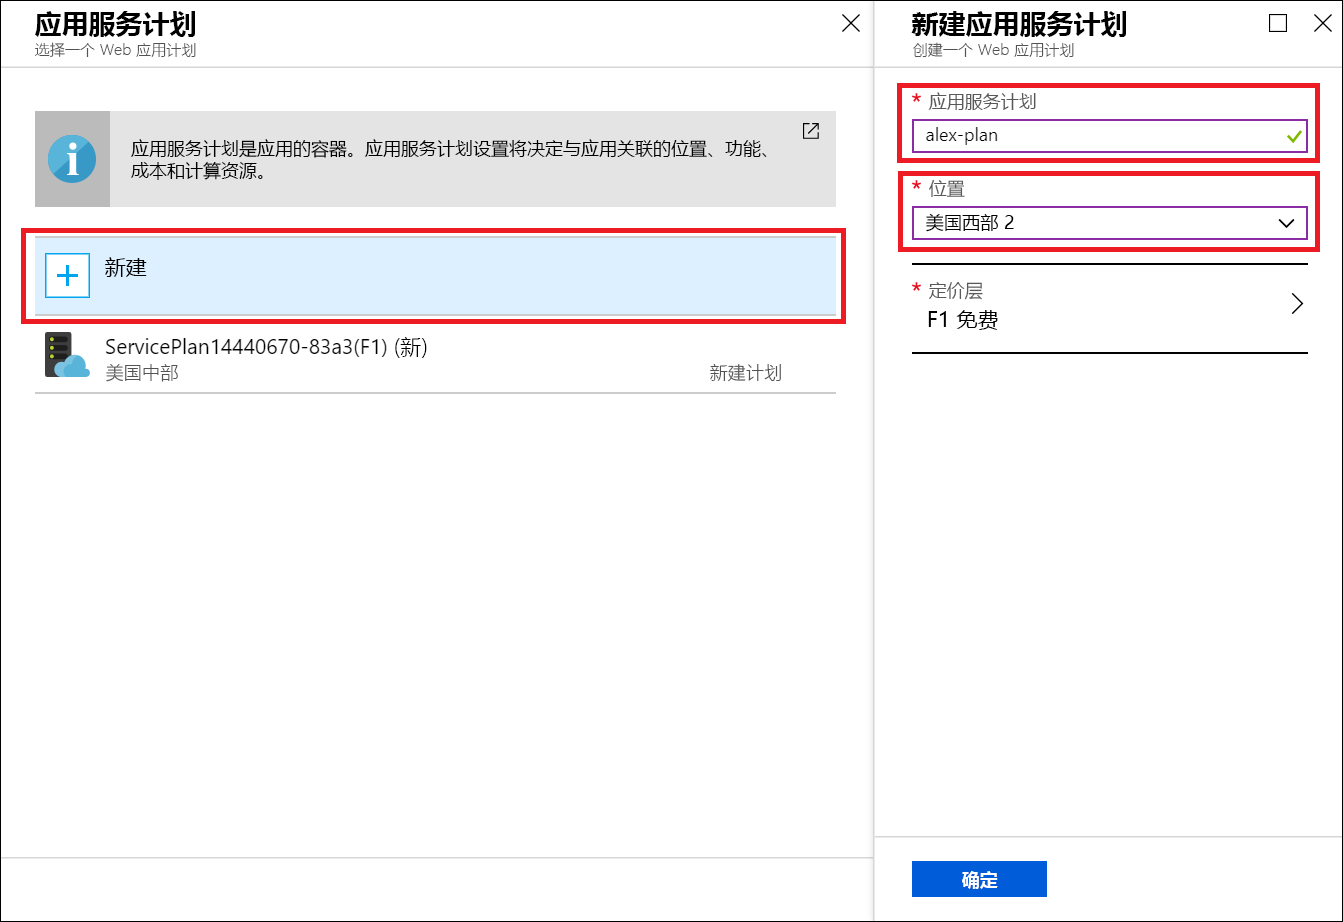 应用服务计划
选择一个 Web 应用计划
应用服务计划是应用的容器。应用服务计划设置将决定与应用关联的位置、功能、
成本和计算资源。
新建
ServicePlan14440670-83a3(F1) (新)
美国中部
新建计划
新建应用服务计划
创建一个 Web 应用计划
* 应用服务计划
alex-plan
* 位置
美国西部 2
* 定价层
F1 免费
确定